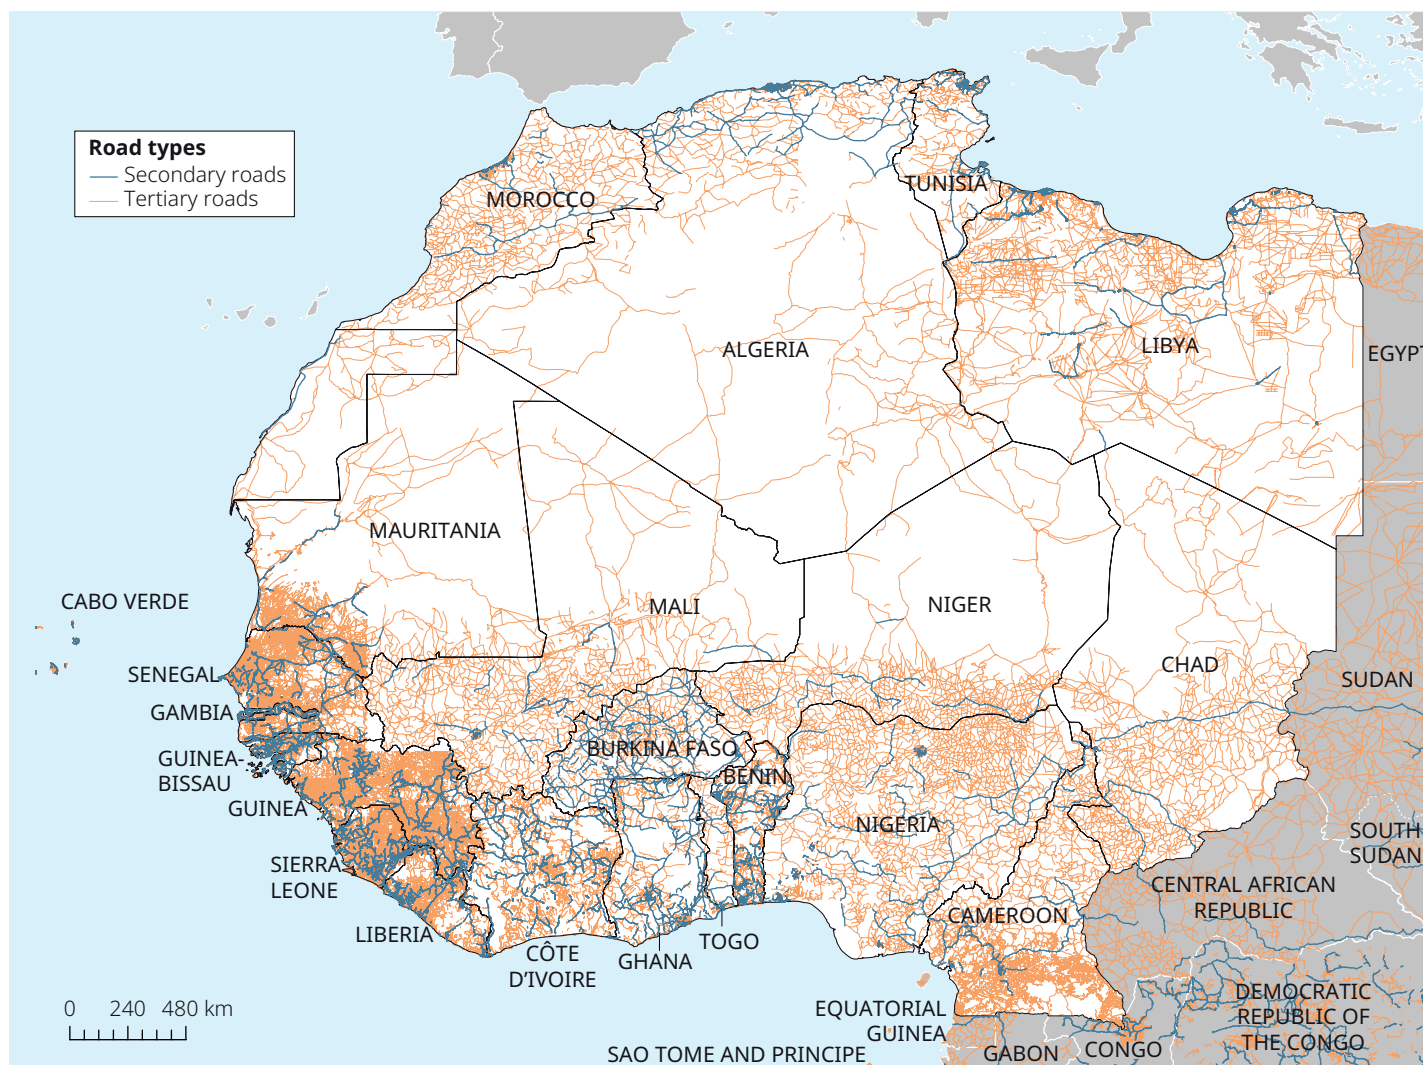 Road types
Secondary roads
Tertiary roads
MOROCCO
TUNISIA
ALGERIA
LIBYA
EGYPT
MAURITANIA
CABO VERDE
MALI
NIGER
CHAD
SENEGAL
SUDAN
GAMBIA
BURKINA FASO
GUINEA-
BISSAU
BENIN
GUINEA
NIGERIA
SOUTH
SUDAN
SIERRA
LEONE
CENTRAL AFRICAN
REPUBLIC
CAMEROON
LIBERIA
TOGO
CÔTE
D'IVOIRE
GHANA
0 240 480 km
EQUATORIAL
GUINEA
DEMOCRATIC
REPUBLIC OF
THE CONGO
SAO TOME AND PRINCIPE
GABON
CONGO